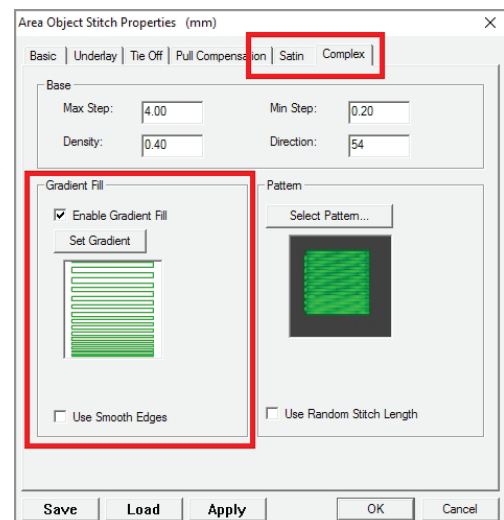 Area Object Stitch Properties (mm)
Basic Underlay Tie Off Pull Compensation Satin Complex
Base
Max Step: 4.00 Min Step: 0.20
Density: 0.40 Direction: 54
Gradient Fill Pattern
Enable Gradient Fill Select Pattern...
Set Gradient
Use Smooth Edges Use Random Stitch Length
Save Load Apply OK Cancel